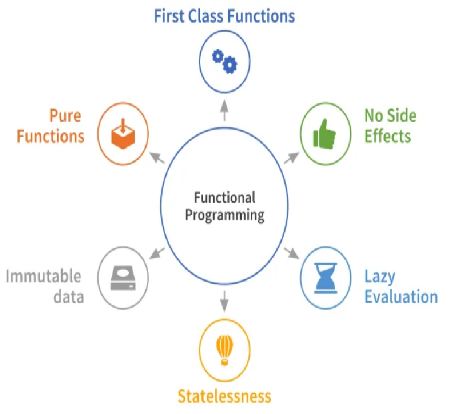 First Class Functions
Pure
Functions
No Side
Effects
Functional
Programming
Immutable
data
Lazy
Evaluation
Statelessness